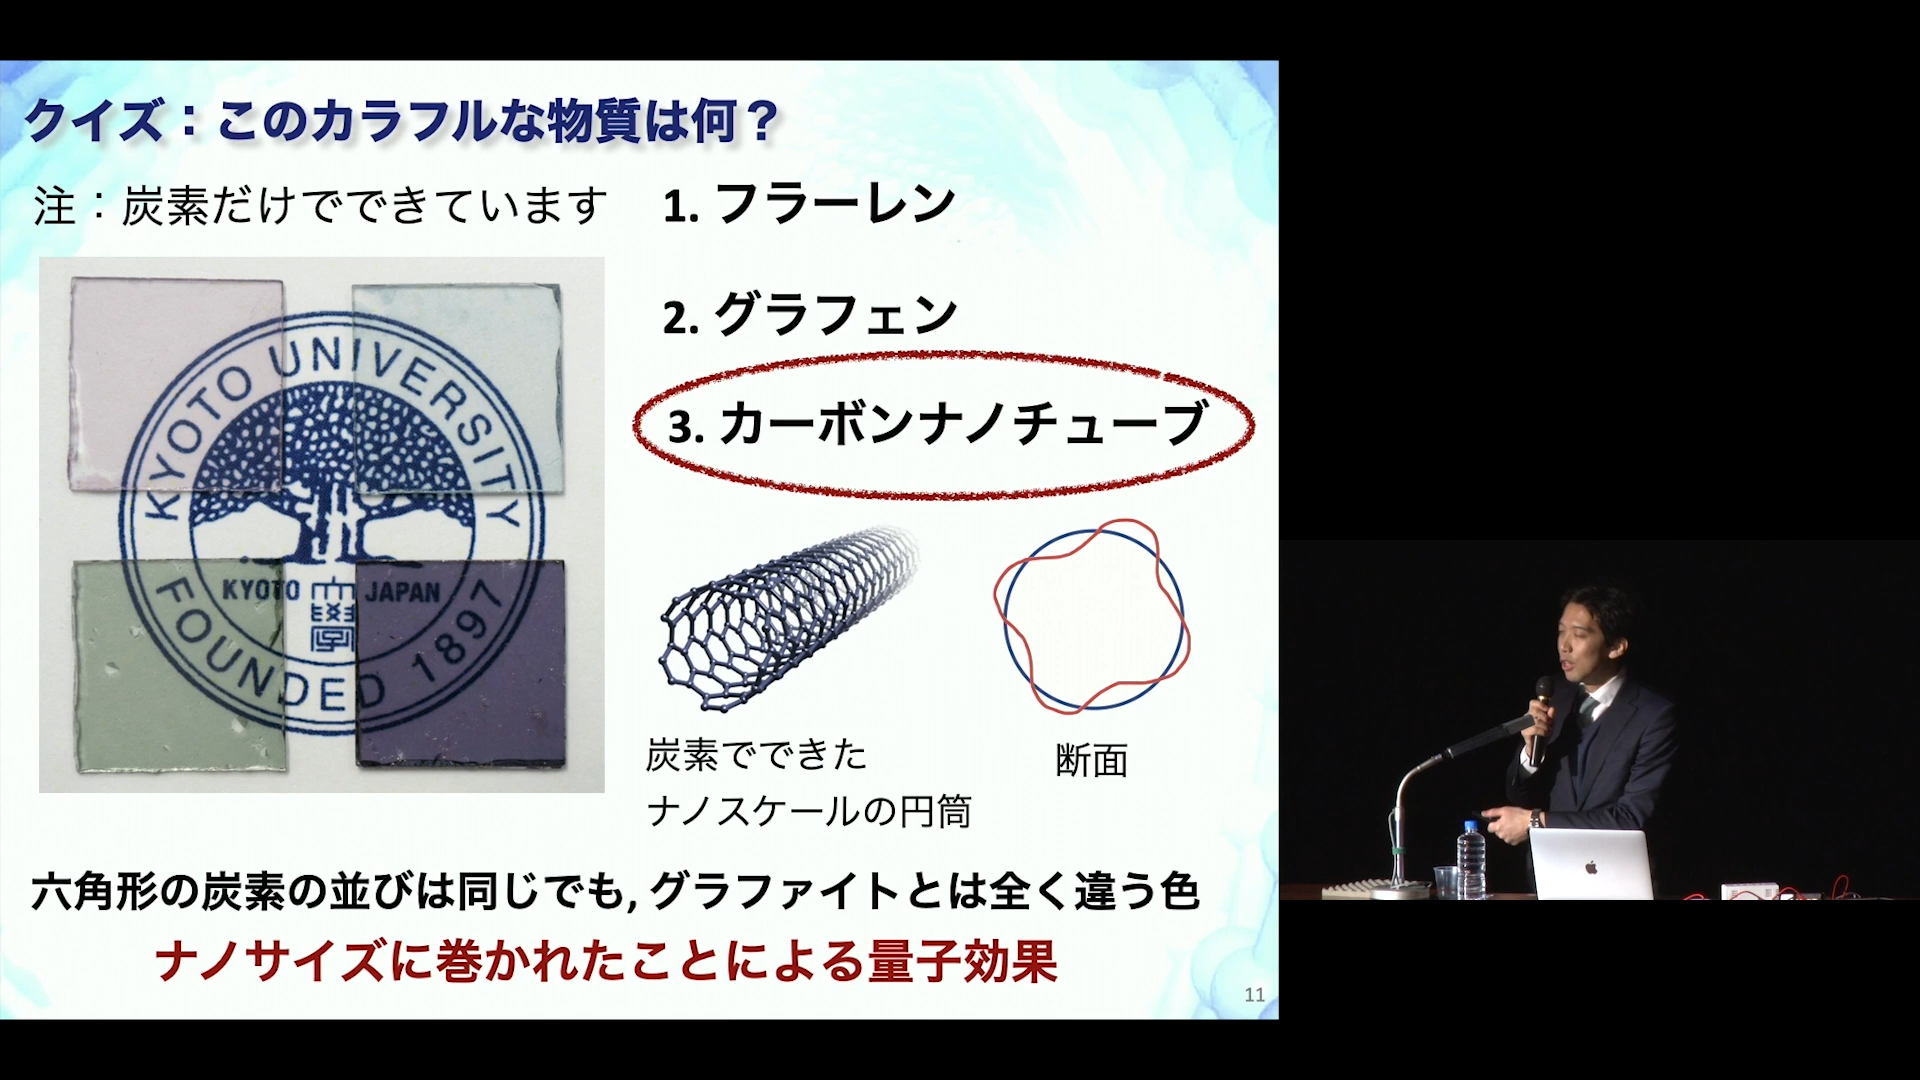 クイズ：このカラフルな物質は何？
注：炭素だけでできています
1. フラーレン
2. グラフェン
3. カーボンナノチューブ
KYOTO UNIVERSITY
KYOTO
JAPAN
FOUNDED 1897
炭素でできた
ナノスケールの円筒
断面
六角形の炭素の並びは同じでも, グラファイトとは全く違う色
ナノサイズに巻かれたことによる量子効果
11